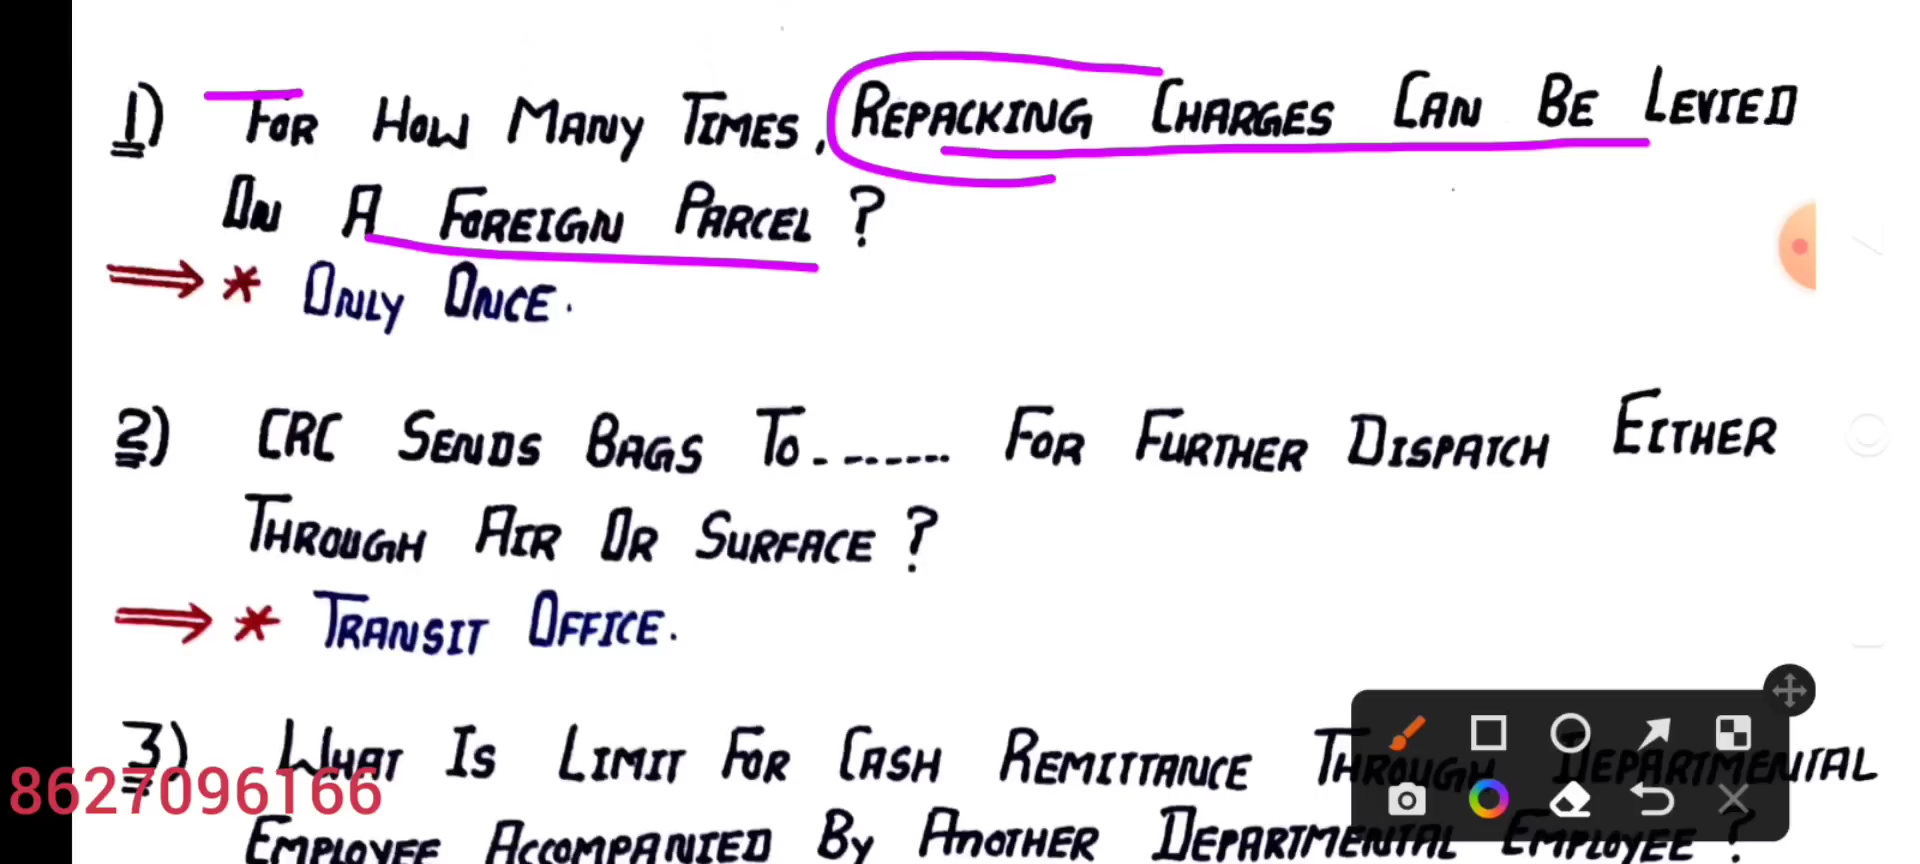 1) For How Many Times, Repacking Charges Can Be Levied
On A Foreign Parcel ?
⟹ * Only Once.
2) CRC Sends Bags To-------- For Further Dispatch Either
Through Air Or Surface ?
⟹ * Transit Office.
3) What Is Limit For Cash Remittance Through Departmental
8627096166
Employee Accompanied By Another Departmental Employee ?